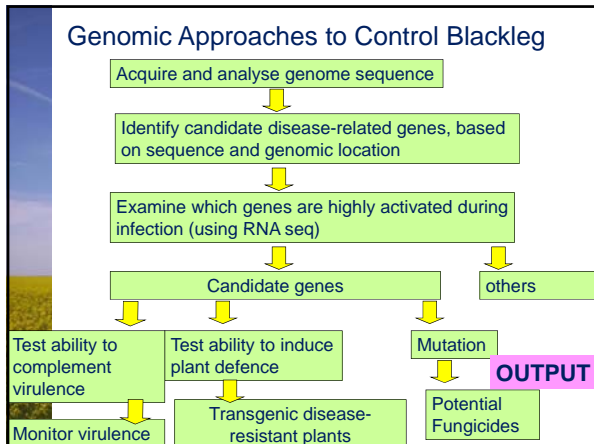 Genomic Approaches to Control Blackleg
Acquire and analyse genome sequence
Identify candidate disease-related genes, based
on sequence and genomic location
Examine which genes are highly activated during
infection (using RNA seq)
Candidate genes
others
Test ability to
complement
virulence
Test ability to induce
plant defence
Mutation
OUTPUT
Monitor virulence
Transgenic disease-
resistant plants
Potential
Fungicides